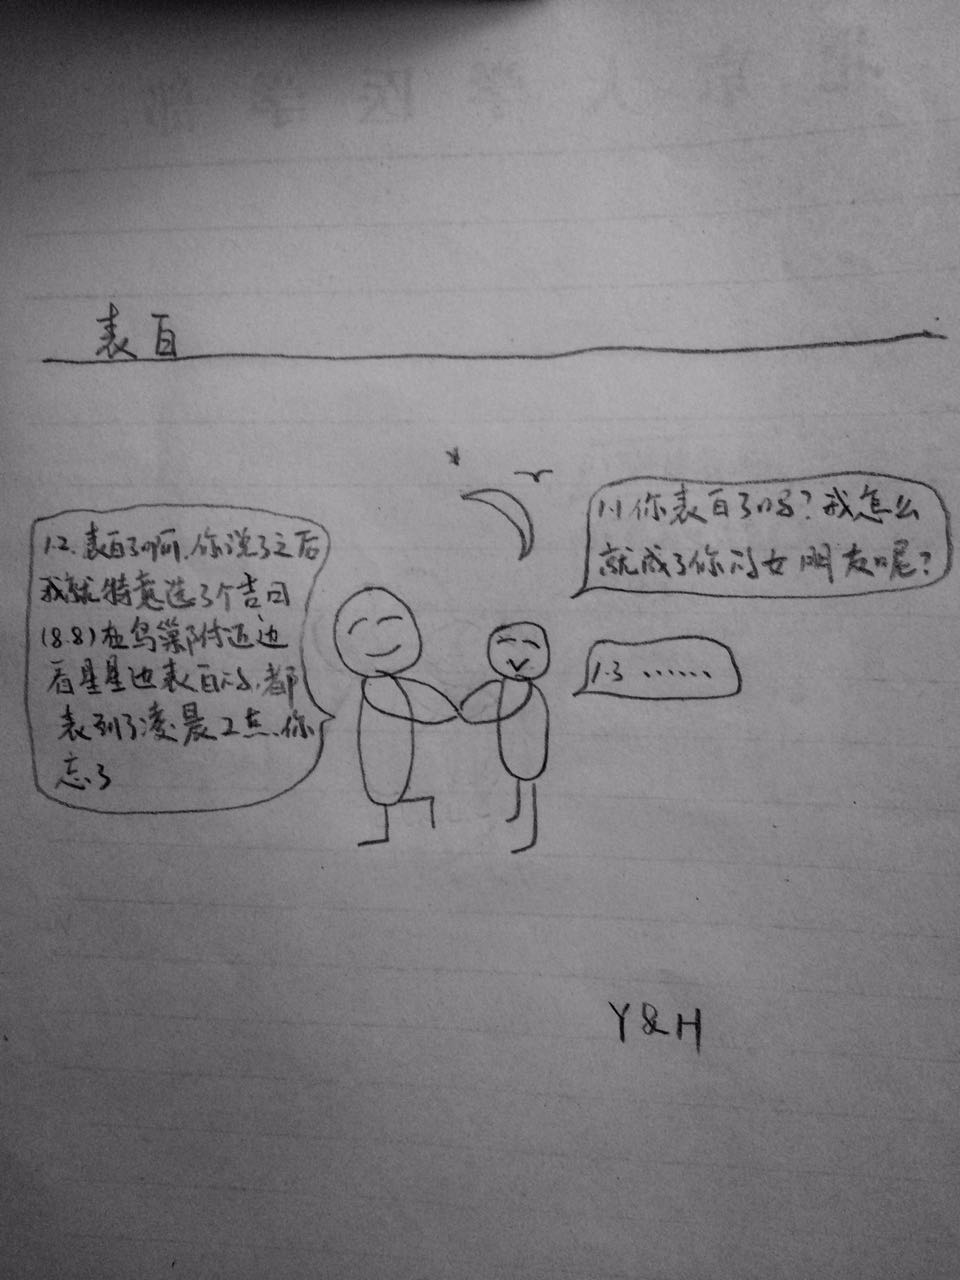 表白
1.1 你表白了吗？我怎么
就成了你的女朋友呢？
1.2. 表白了啊，你说了之后
我就特意选了个吉日
(8.8)在鸟巢附近边
看星星边表白的，都
表到了凌晨2点，你
忘了
1.3 ……
Y&H